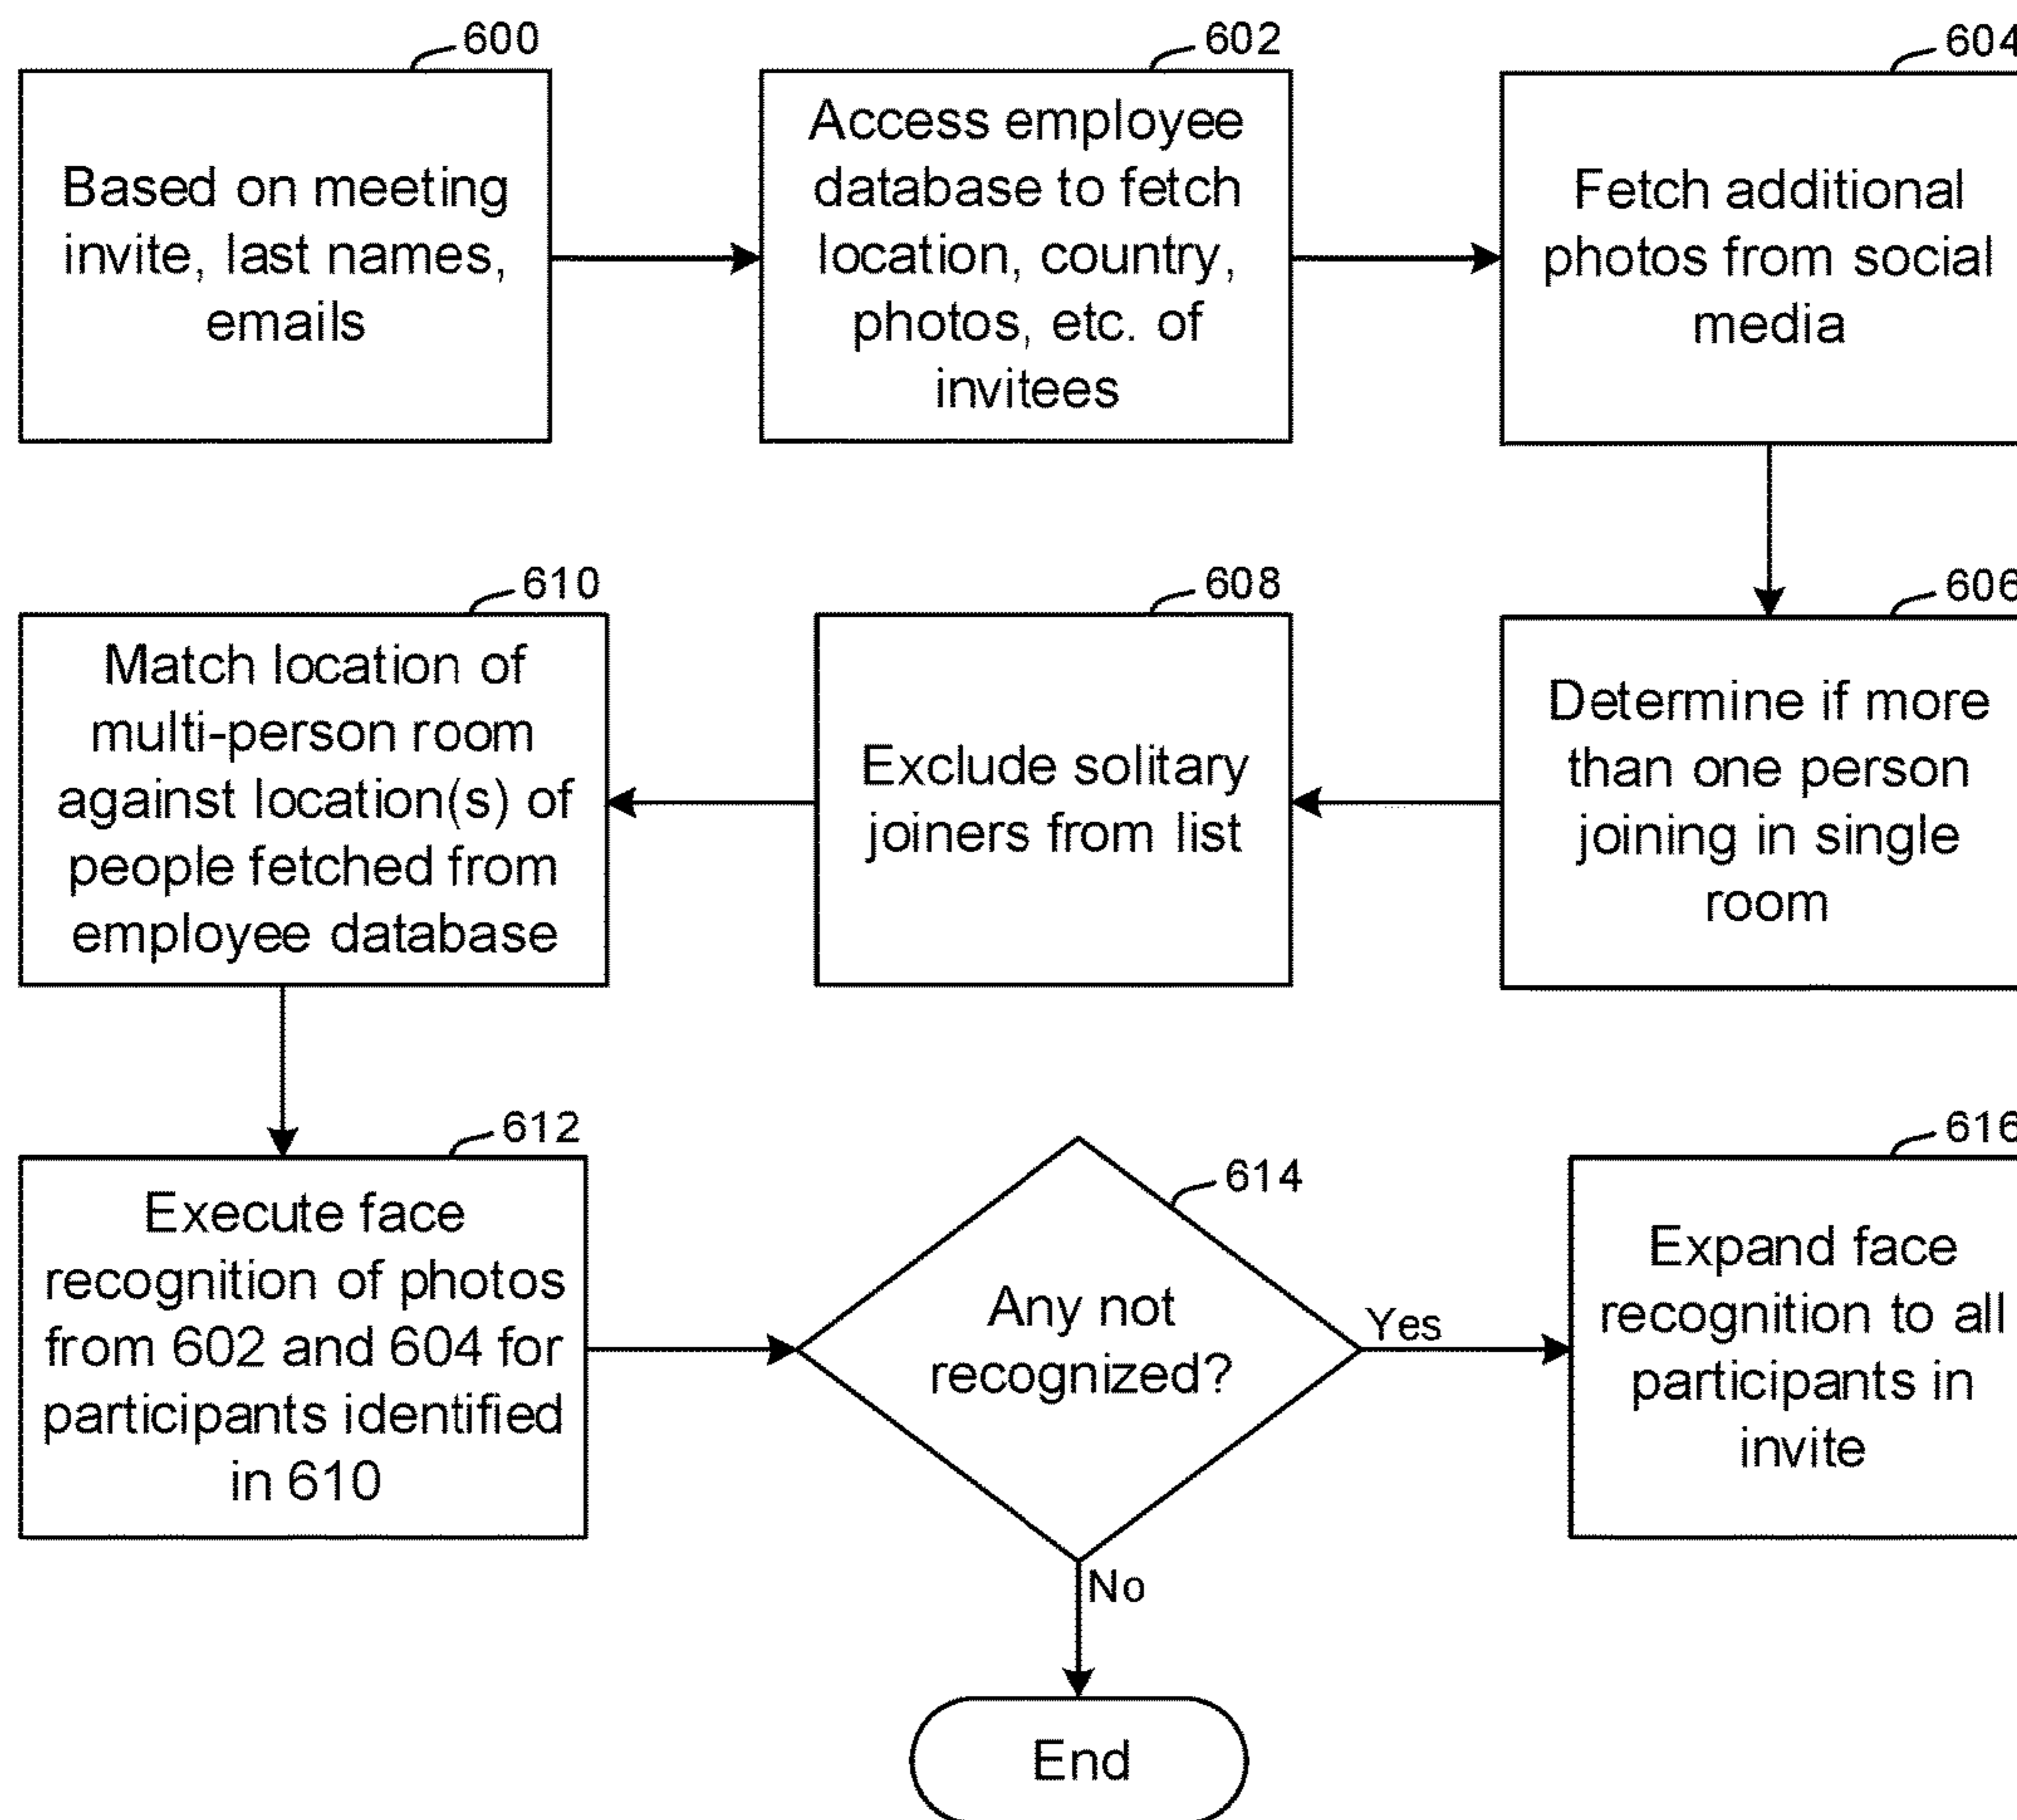 600
Based on meeting
invite, last names,
emails
602
Access employee
database to fetch
location, country,
photos, etc. of
invitees
604
Fetch additional
photos from social
media
606
Determine if more
than one person
joining in single
room
608
Exclude solitary
joiners from list
610
Match location of
multi-person room
against location(s) of
people fetched from
employee database
612
Execute face
recognition of photos
from 602 and 604 for
participants identified
in 610
614
Any not
recognized?
Yes
No
616
Expand face
recognition to all
participants in
invite
End